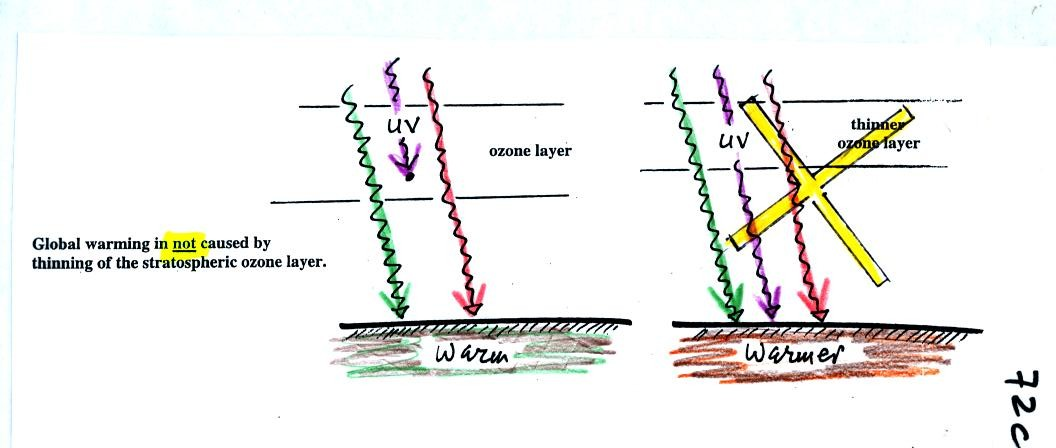 uv
ozone layer
Global warming in not caused by
thinning of the stratospheric ozone layer.
warm
uv
thinner
ozone layer
warmer
72c